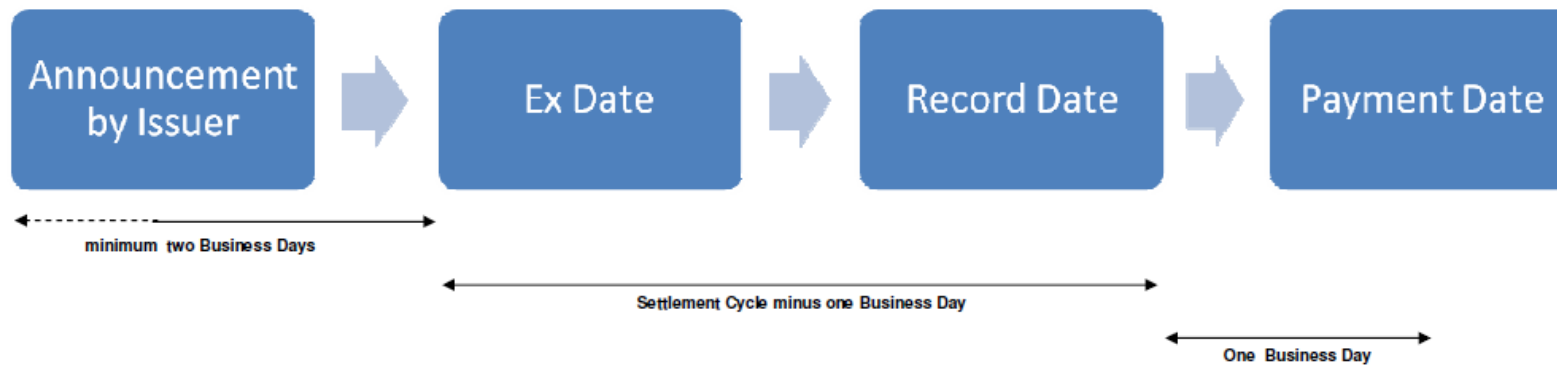 Announcement
by Issuer
Ex Date
Record Date
Payment Date
minimum two Business Days
Settlement Cycle minus one Business Day
One Business Day